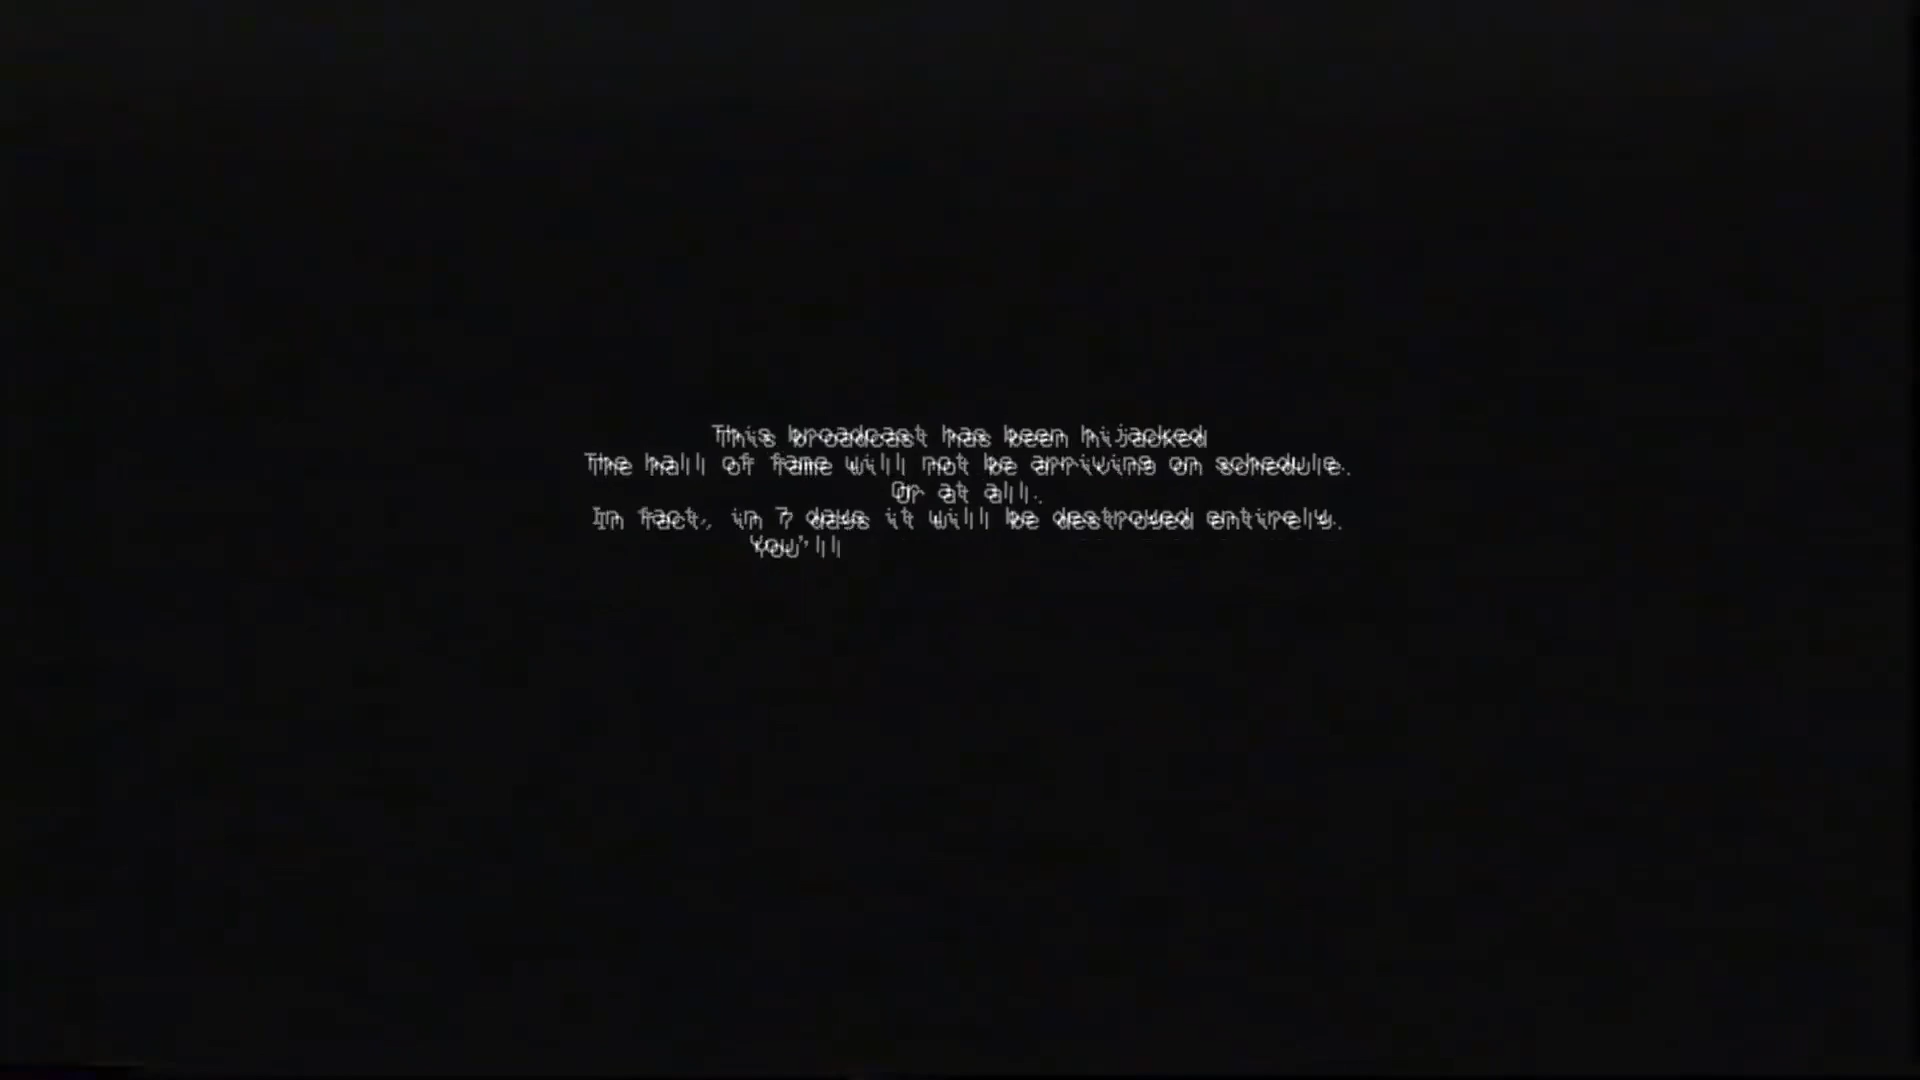 This broadcast has been hijacked
The hall of fame will not be arriving on schedule.
Or at all.
In fact, in 7 days it will be destroyed entirely.
You'll